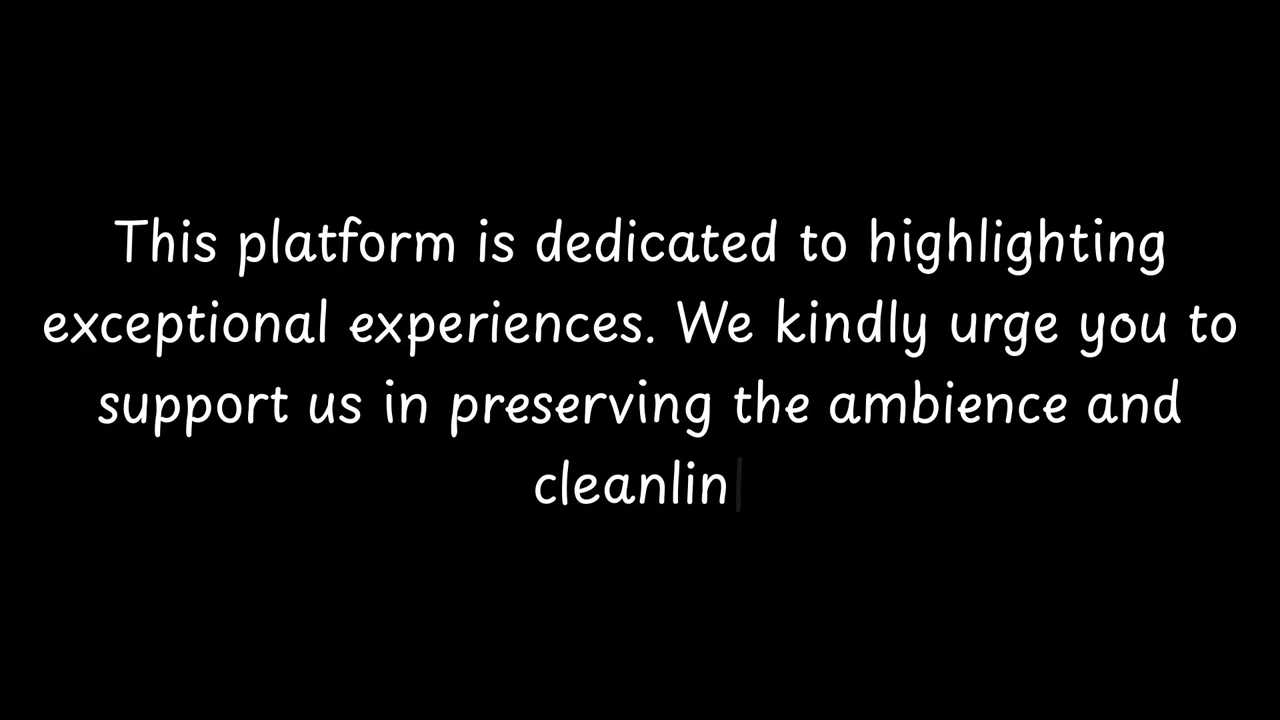 This platform is dedicated to highlighting
exceptional experiences. We kindly urge you to
support us in preserving the ambience and
cleanlin